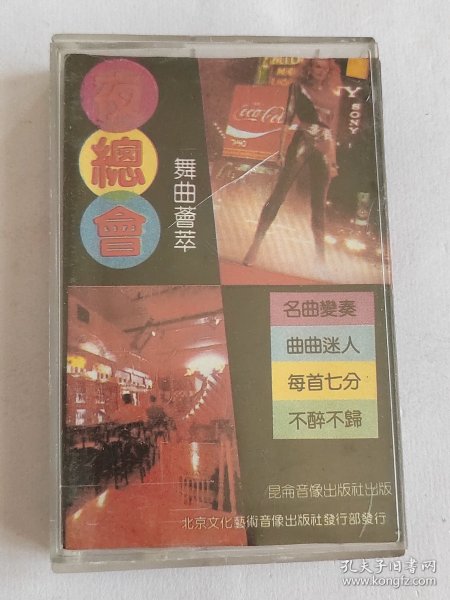 夜
總
會
舞曲薈萃
Coca-Cola
SONY
名曲變奏
曲曲迷人
每首七分
不醉不歸
昆侖音像出版社出版
北京文化藝術音像出版社發行部發行
孔夫子旧书网
www.kongfz.com